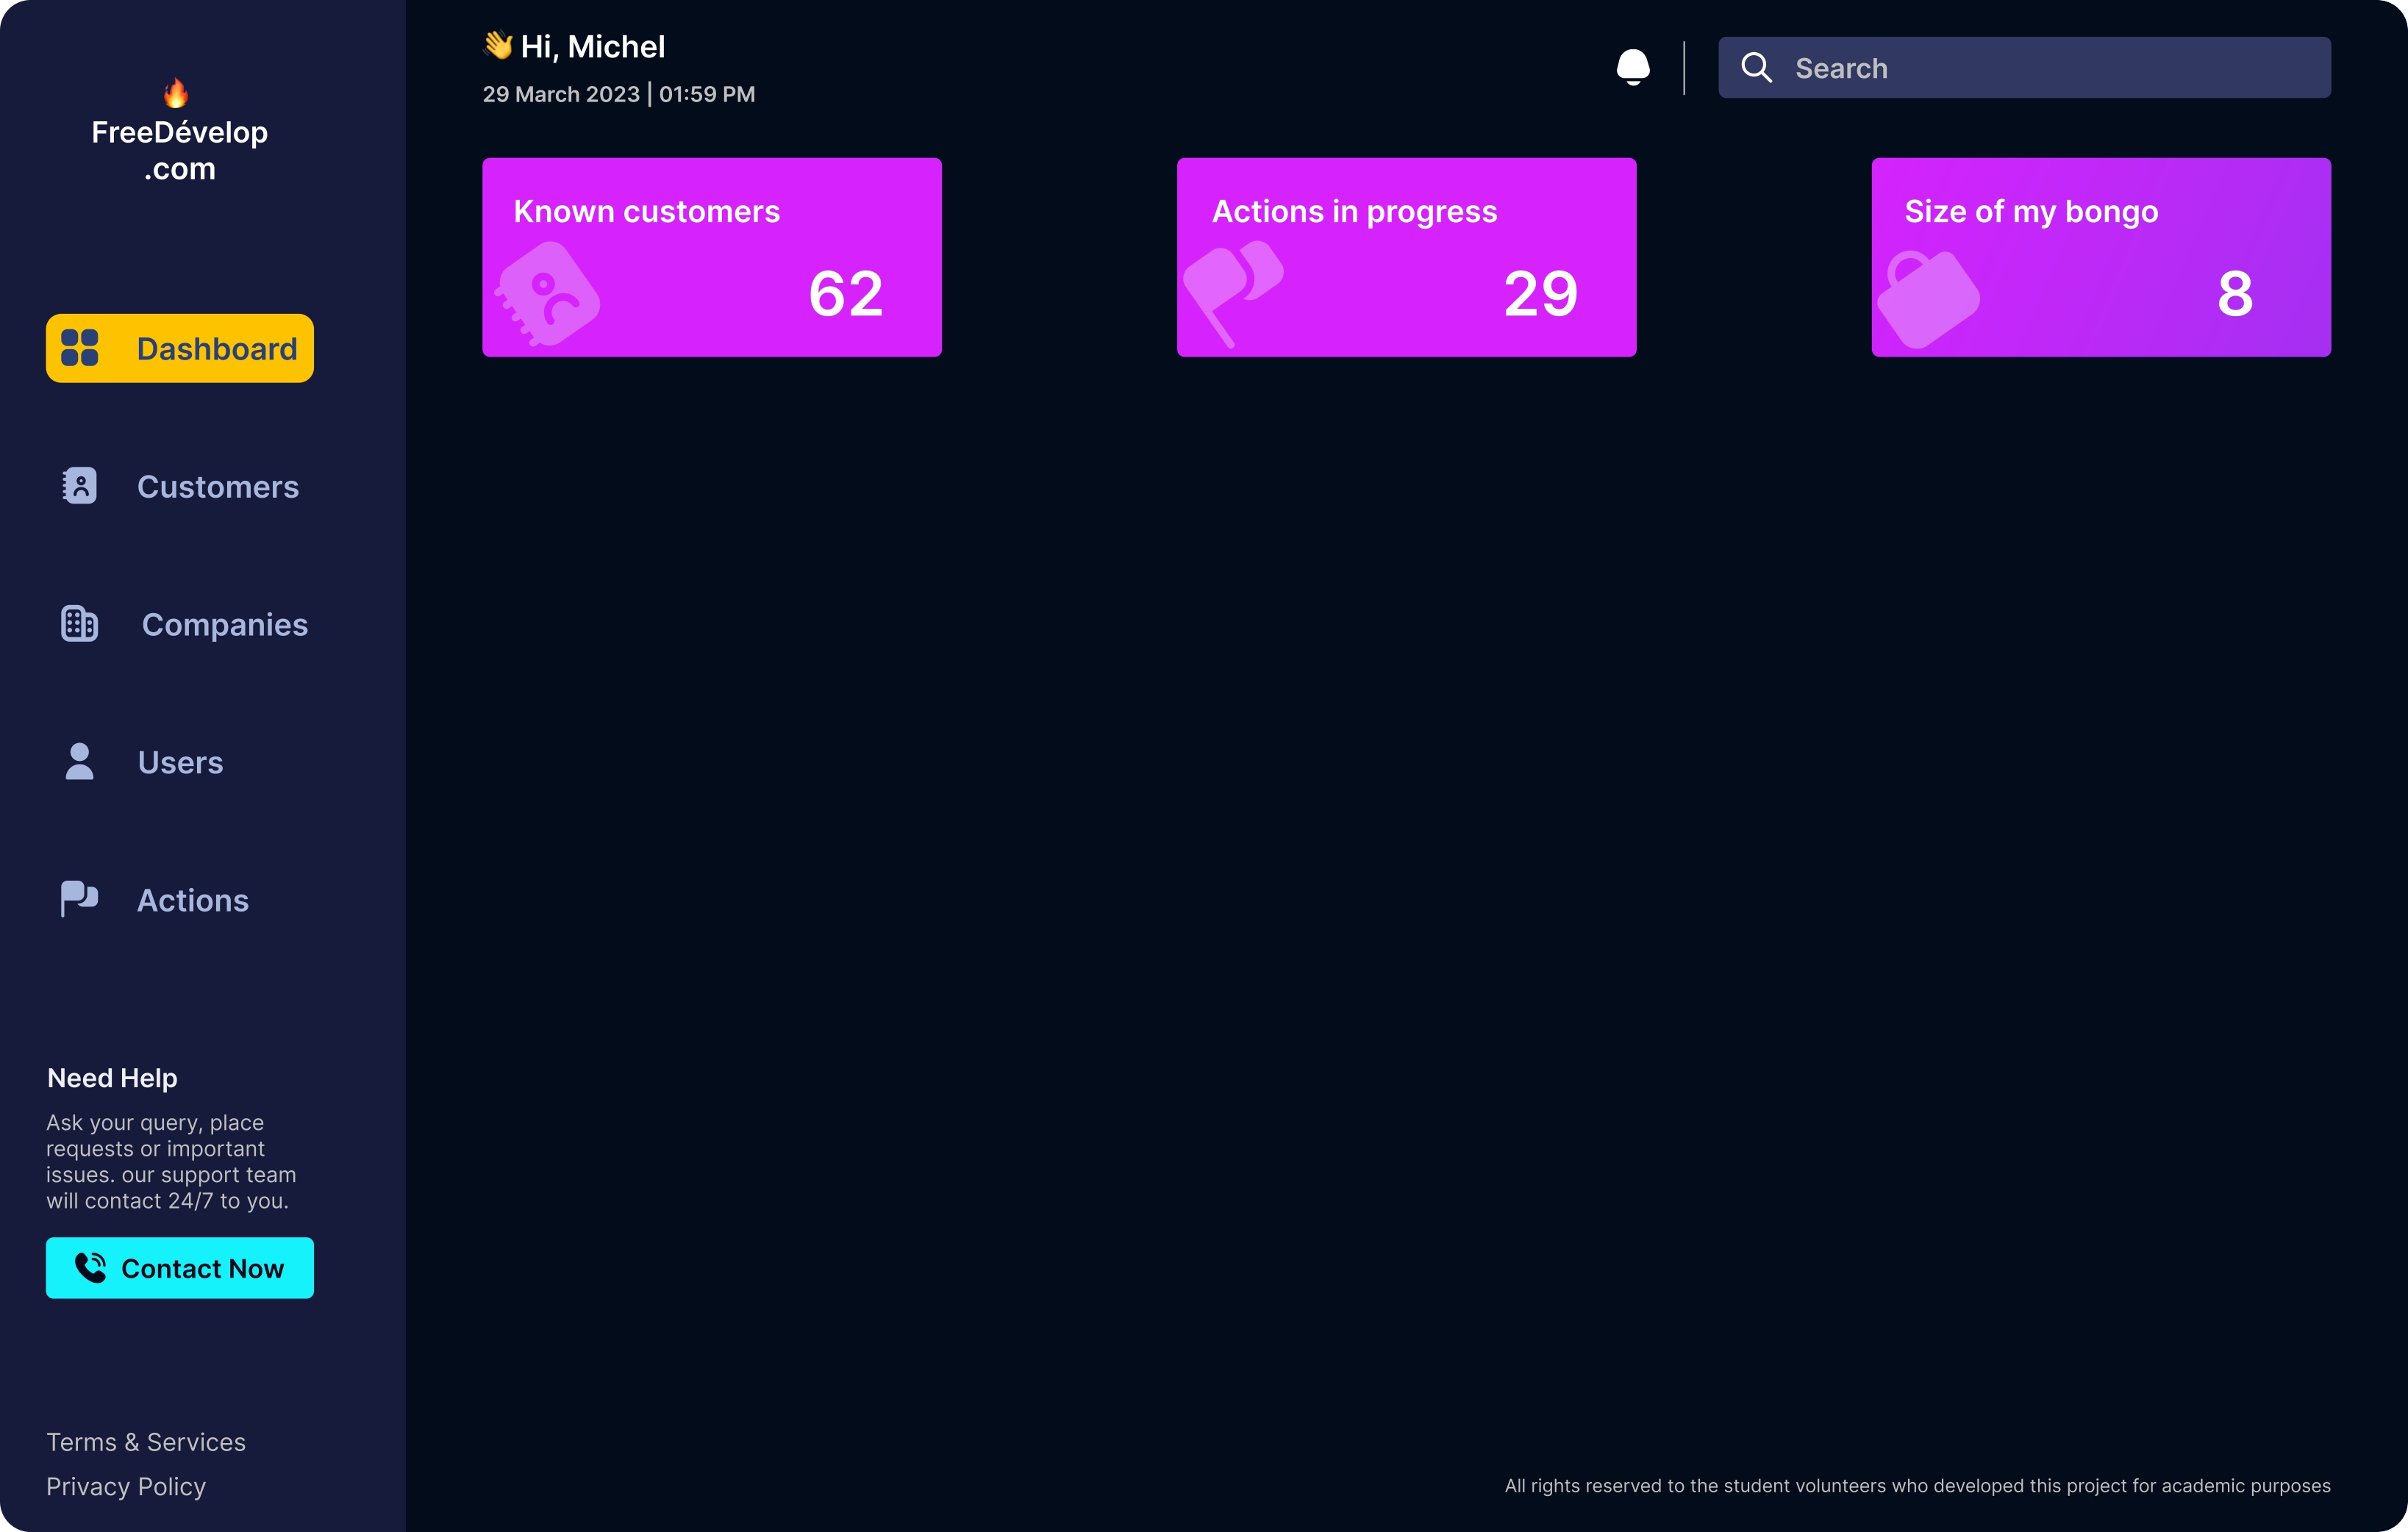 FreeDévelop
.com
Dashboard
Customers
Companies
Users
Actions
Need Help
Ask your query, place
requests or important
issues. our support team
will contact 24/7 to you.
Contact Now
Terms & Services
Privacy Policy
👋 Hi, Michel
29 March 2023 | 01:59 PM
Search
Known customers
62
Actions in progress
29
Size of my bongo
8
All rights reserved to the student volunteers who developed this project for academic purposes